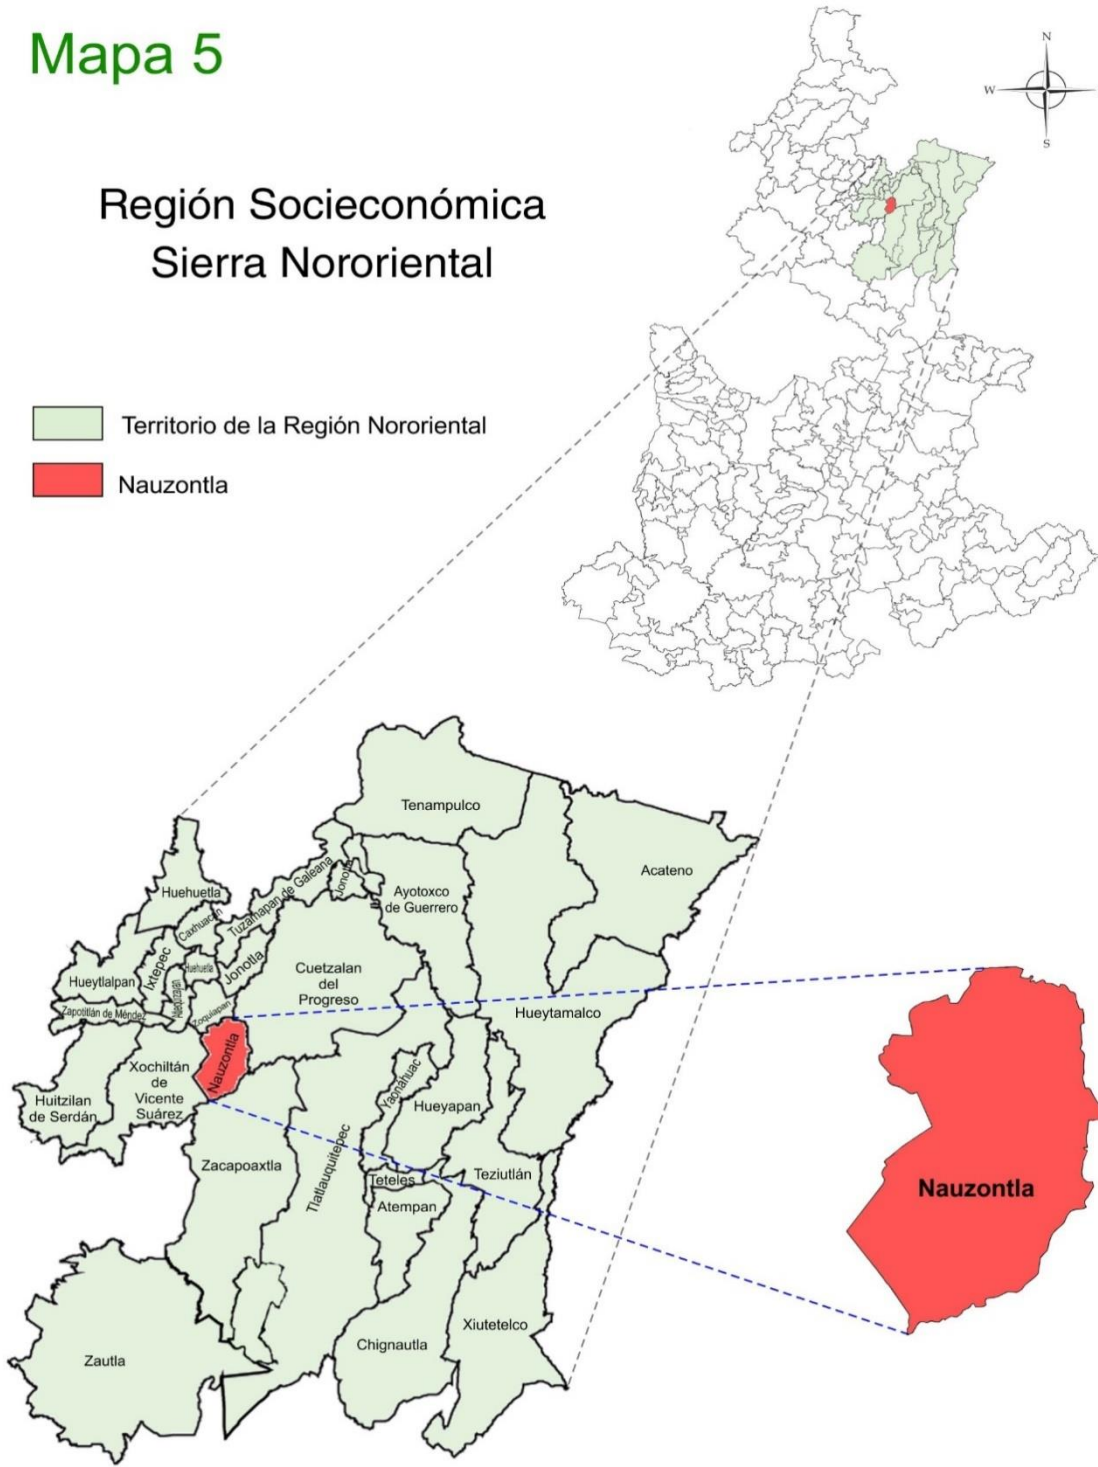 Mapa 5
N
W
S
Región Socieconómica
Sierra Nororiental
Territorio de la Región Nororiental
Nauzontla
Tenampulco
Acateno
Huehuetla
Tuzamapan de Galeana
Jonotla
Ayotoxco
de Guerrero
Caxhuacan
Ixtepec
Huehuetla
Jonotla
Cuetzalan
del
Progreso
Hueytlalpan
Zapotitlán de Méndez
Zoquiapan
Hueytamalco
Nauzontla
Xochiltán
de
Vicente
Suárez
Huitzilan
de Serdán
Yaonáhuac
Hueyapan
Zacapoaxtla
Tlatlauquitepec
Teteles
Teziutlán
Atempan
Nauzontla
Chignautla
Xiutetelco
Zautla